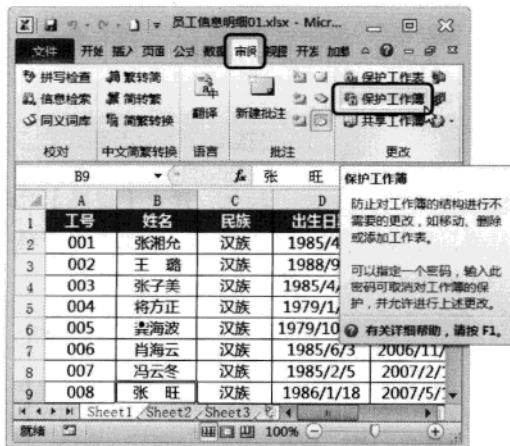 员工信息明细01.xlsx - Micr...
文件 开始 插入 页面 公式 数据 审阅 视图 开发 加载
拼写检查 繁转简 保护工作表
信息检索 简转繁 翻译 新建批注 保护工作簿
同义词库 简繁转换 共享工作簿
校对 中文简繁转换 语言 批注 更改
B9 fx 张 旺
保护工作簿
防止对工作簿的结构进行不
需要的更改，如移动、删除
或添加工作表。
可以指定一个密码，输入此
密码可取消对工作簿的保
护，并允许进行上述更改。
有关详细帮助，请按 F1。
A B C D
1 工号 姓名 民族 出生日
2 001 张湘允 汉族 1985/4
3 002 王 璐 汉族 1988/9
4 003 张子美 汉族 1985/4/
5 004 将方正 汉族 1979/1/
6 005 龚海波 汉族 1979/10
7 006 肖海云 汉族 1985/6/3 2006/11/
8 007 冯云冬 汉族 1985/2/5 2007/2/1
9 008 张 旺 汉族 1986/1/18 2007/5/1
Sheet1 Sheet2 Sheet3
就绪 100%